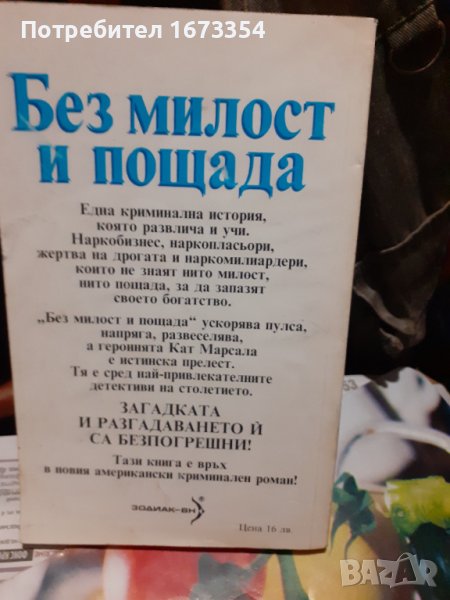 Потребител 1673354
Без милост
и пощада
Една криминална история,
която развлича и учи.
Наркобизнес, наркопласьори,
жертва на дрогата и наркомилиардери,
които не знаят нито милост,
нито пощада, за да запазят
своето богатство.
„Без милост и пощада" ускорява пулса,
напряга, развеселява,
а героинята Кат Марсала
е истинска прелест.
Тя е сред най-привлекателните
детективи на столетието.
ЗАГАДКАТА
И РАЗГАДАВАНЕТО Й
СА БЕЗПОГРЕШНИ!
Тази книга е връх
в новия американски криминален роман!
ЗОДИАК-ВН
Цена 16 лв
63
BAZAR